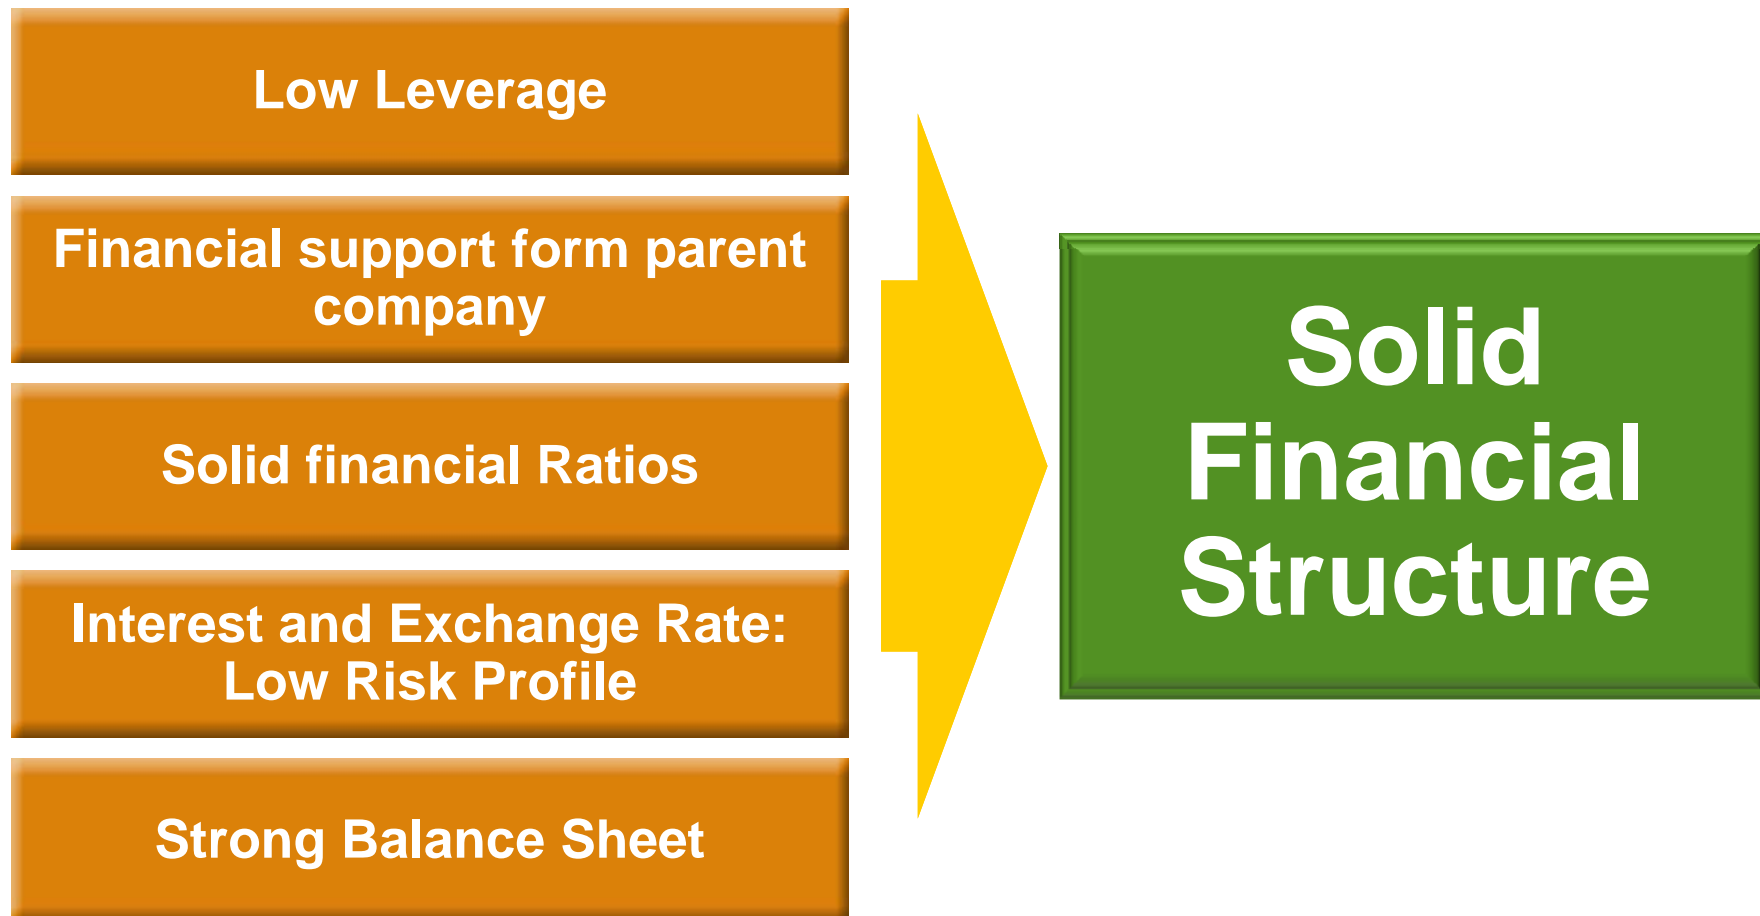 Low Leverage
Financial support form parent
company
Solid financial Ratios
Interest and Exchange Rate:
Low Risk Profile
Strong Balance Sheet
Solid
Financial
Structure